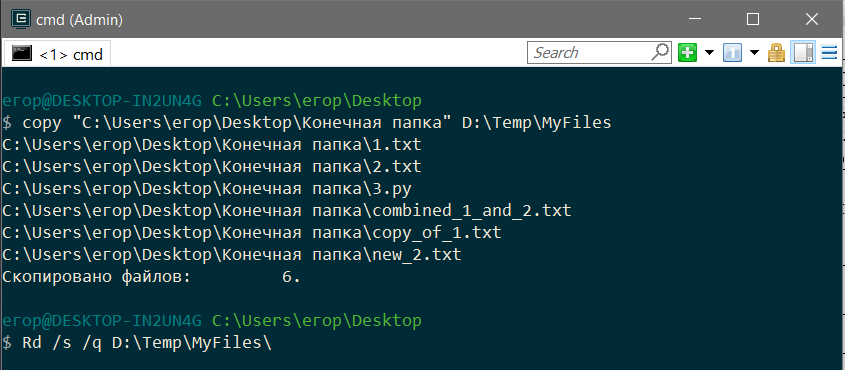 cmd (Admin)
<1> cmd
Search
егор@DESKTOP-IN2UN4G C:\Users\егор\Desktop
$ copy "C:\Users\егор\Desktop\Конечная папка" D:\Temp\MyFiles
C:\Users\егор\Desktop\Конечная папка\1.txt
C:\Users\егор\Desktop\Конечная папка\2.txt
C:\Users\егор\Desktop\Конечная папка\3.py
C:\Users\егор\Desktop\Конечная папка\combined_1_and_2.txt
C:\Users\егор\Desktop\Конечная папка\copy_of_1.txt
C:\Users\егор\Desktop\Конечная папка\new_2.txt
Скопировано файлов:         6.
егор@DESKTOP-IN2UN4G C:\Users\егор\Desktop
$ Rd /s /q D:\Temp\MyFiles\